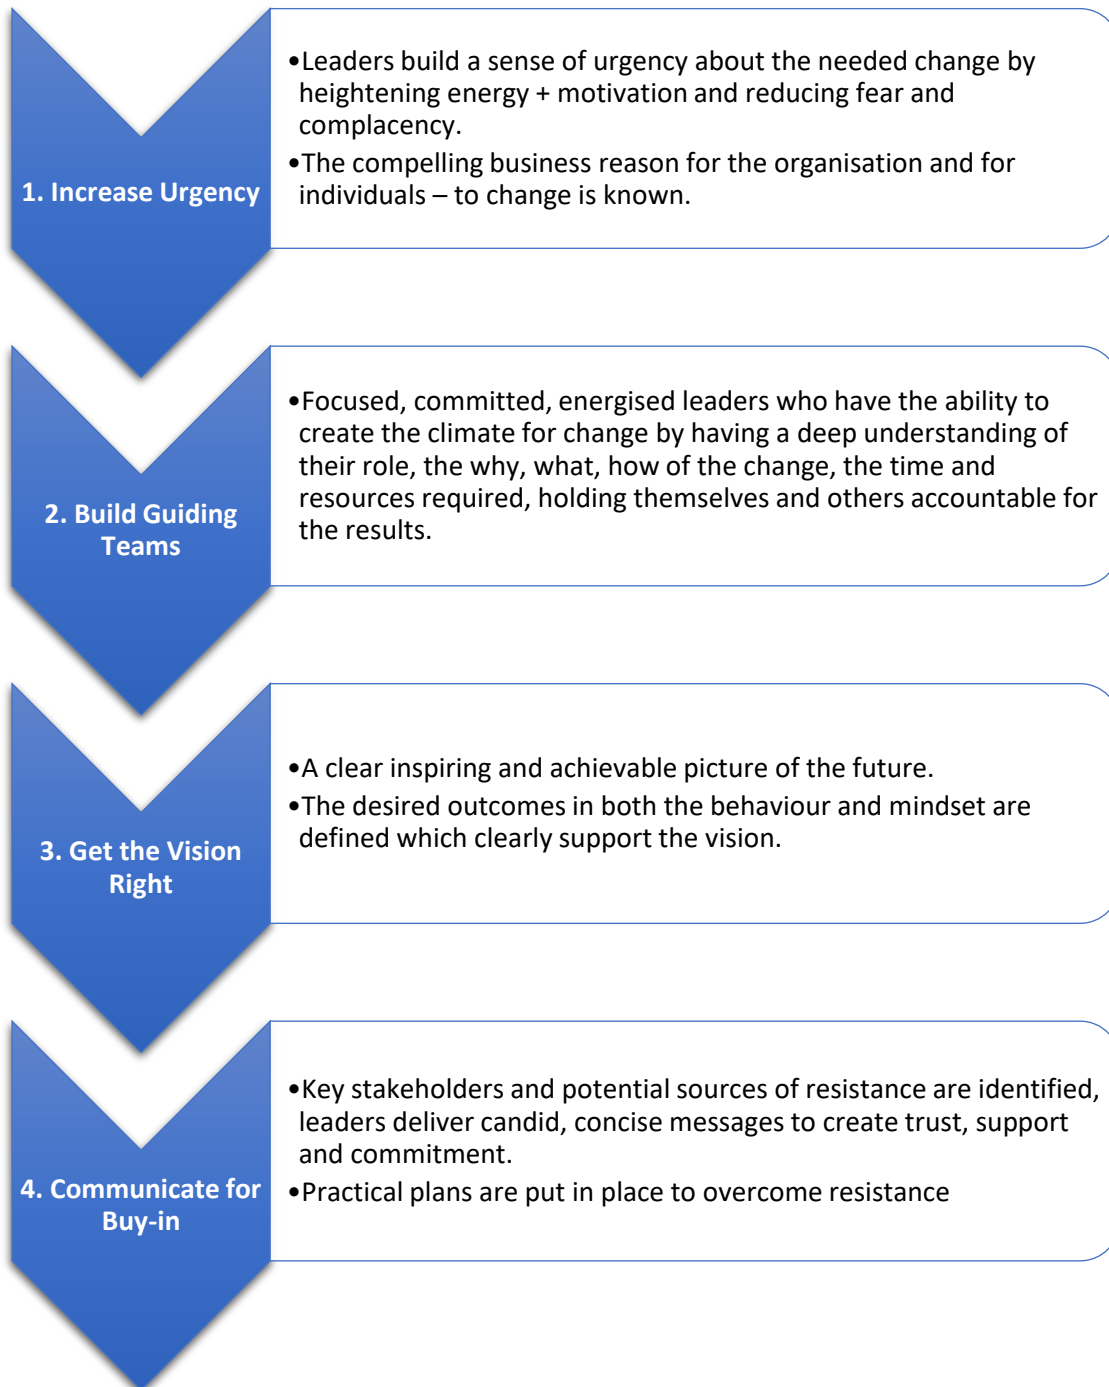 1. Increase Urgency
•Leaders build a sense of urgency about the needed change by
heightening energy + motivation and reducing fear and
complacency.
•The compelling business reason for the organisation and for
individuals – to change is known.
2. Build Guiding
Teams
•Focused, committed, energised leaders who have the ability to
create the climate for change by having a deep understanding of
their role, the why, what, how of the change, the time and
resources required, holding themselves and others accountable for
the results.
3. Get the Vision
Right
•A clear inspiring and achievable picture of the future.
•The desired outcomes in both the behaviour and mindset are
defined which clearly support the vision.
4. Communicate for
Buy-in
•Key stakeholders and potential sources of resistance are identified,
leaders deliver candid, concise messages to create trust, support
and commitment.
•Practical plans are put in place to overcome resistance